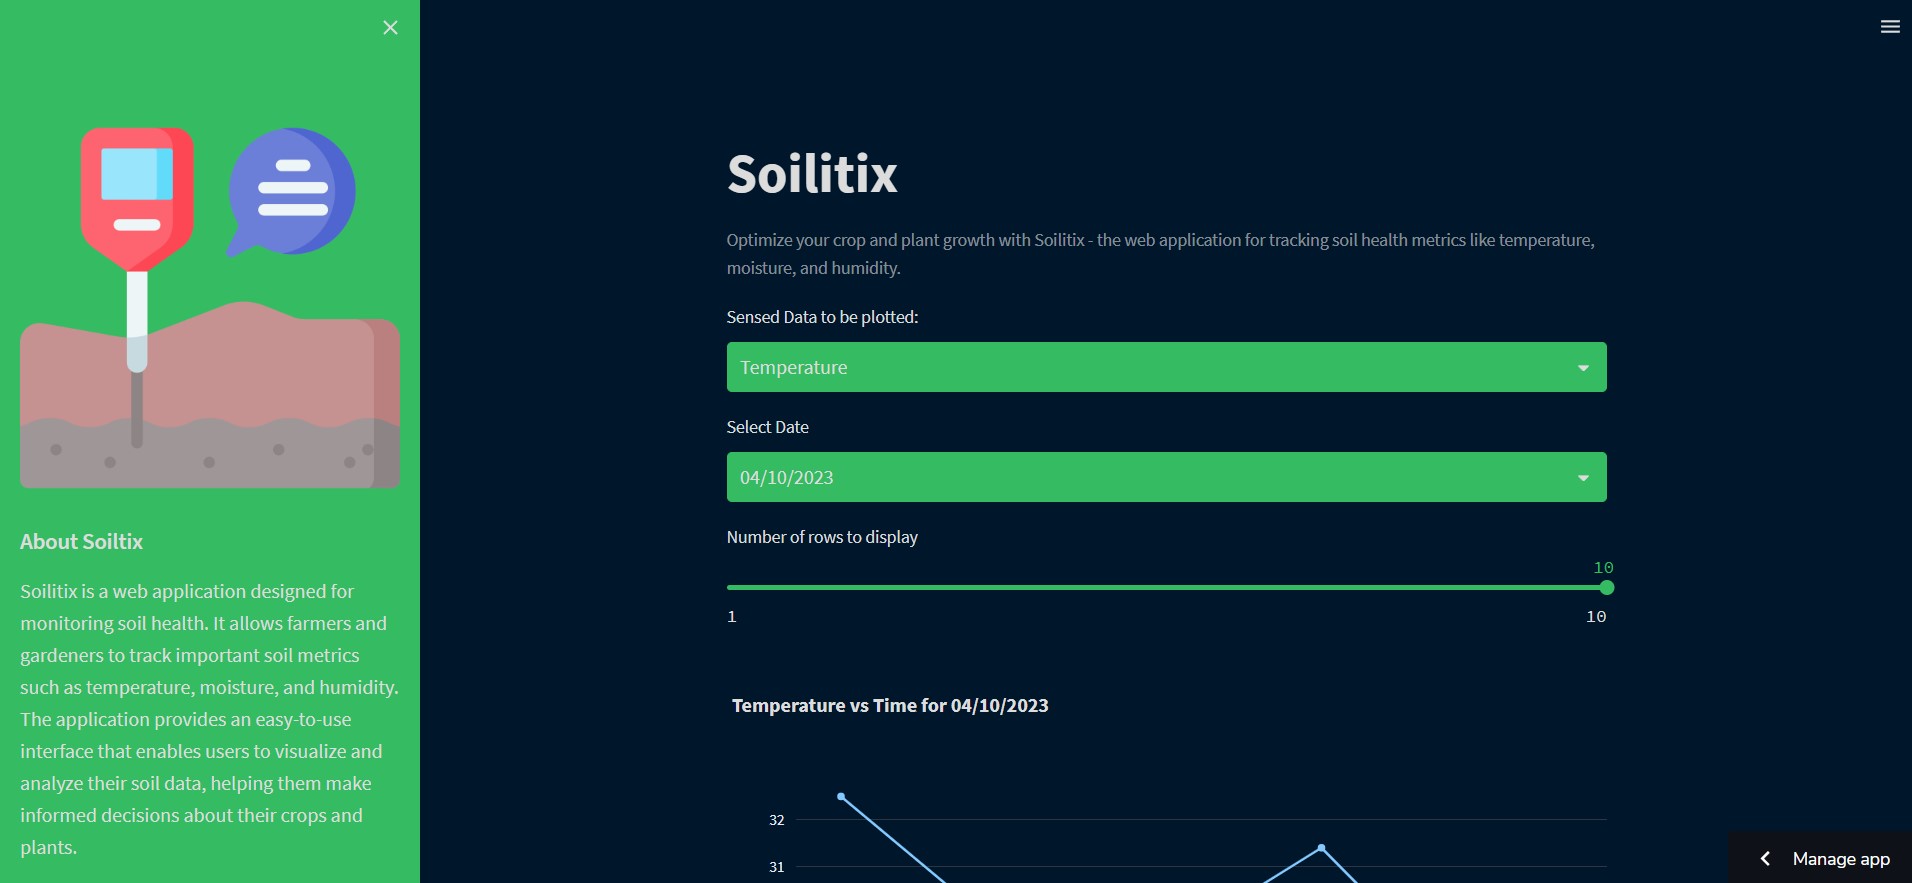 About Soiltix
Soilitix is a web application designed for
monitoring soil health. It allows farmers and
gardeners to track important soil metrics
such as temperature, moisture, and humidity.
The application provides an easy-to-use
interface that enables users to visualize and
analyze their soil data, helping them make
informed decisions about their crops and
plants.
Soilitix
Optimize your crop and plant growth with Soilitix - the web application for tracking soil health metrics like temperature,
moisture, and humidity.
Sensed Data to be plotted:
Temperature
Select Date
04/10/2023
Number of rows to display
10
1 10
Temperature vs Time for 04/10/2023
32
31
Manage app